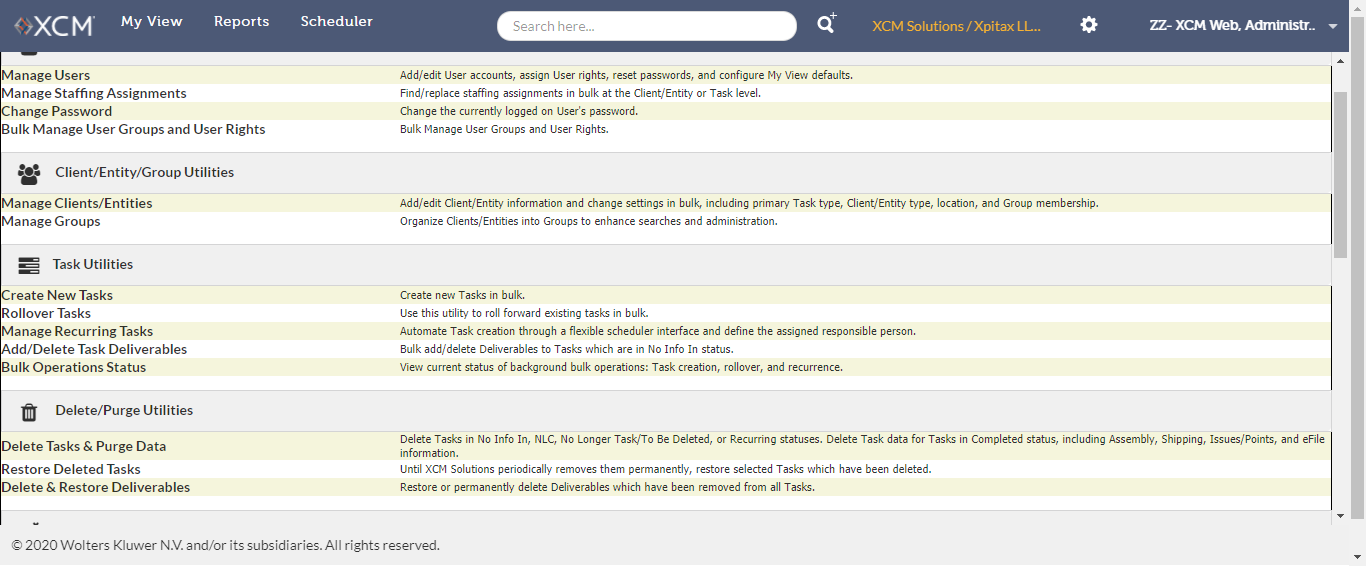 XCM My View Reports Scheduler Search here... XCM Solutions / Xpitax LL... ZZ- XCM Web, Administr..
Manage Users Add/edit User accounts, assign User rights, reset passwords, and configure My View defaults.
Manage Staffing Assignments Find/replace staffing assignments in bulk at the Client/Entity or Task level.
Change Password Change the currently logged on User's password.
Bulk Manage User Groups and User Rights Bulk Manage User Groups and User Rights.
Client/Entity/Group Utilities
Manage Clients/Entities Add/edit Client/Entity information and change settings in bulk, including primary Task type, Client/Entity type, location, and Group membership.
Manage Groups Organize Clients/Entities into Groups to enhance searches and administration.
Task Utilities
Create New Tasks Create new Tasks in bulk.
Rollover Tasks Use this utility to roll forward existing tasks in bulk.
Manage Recurring Tasks Automate Task creation through a flexible scheduler interface and define the assigned responsible person.
Add/Delete Task Deliverables Bulk add/delete Deliverables to Tasks which are in No Info In status.
Bulk Operations Status View current status of background bulk operations: Task creation, rollover, and recurrence.
Delete/Purge Utilities
Delete Tasks & Purge Data Delete Tasks in No Info In, NLC, No Longer Task/To Be Deleted, or Recurring statuses. Delete Task data for Tasks in Completed status, including Assembly, Shipping, Issues/Points, and eFile
information.
Restore Deleted Tasks Until XCM Solutions periodically removes them permanently, restore selected Tasks which have been deleted.
Delete & Restore Deliverables Restore or permanently delete Deliverables which have been removed from all Tasks.
© 2020 Wolters Kluwer N.V. and/or its subsidiaries. All rights reserved.